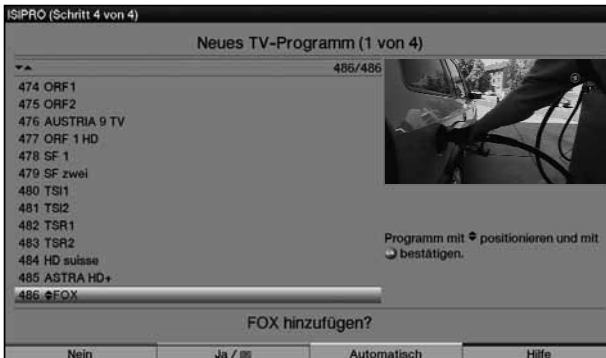 ISIPRO (Schritt 4 von 4)
Neues TV-Programm (1 von 4)
486/486
474 ORF1
475 ORF2
476 AUSTRIA 9 TV
477 ORF 1 HD
478 SF 1
479 SF zwei
480 TSI1
481 TSI2
482 TSR1
483 TSR2
484 HD suisse
485 ASTRA HD+
486 FOX
Programm mit positionieren und mit
bestätigen.
FOX hinzufügen?
Nein
Ja /
Automatisch
Hilfe